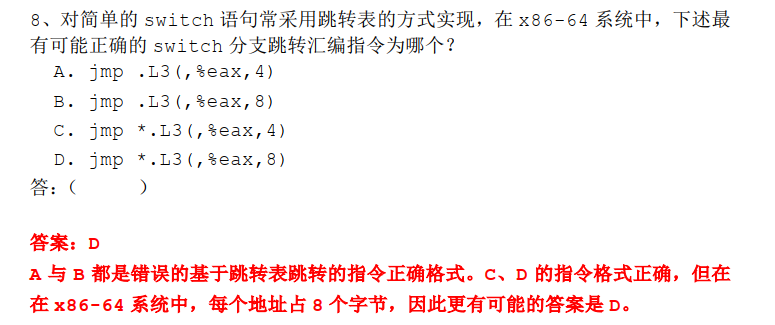 8、对简单的 switch 语句常采用跳转表的方式实现，在 x86-64 系统中，下述最
有可能正确的 switch 分支跳转汇编指令为哪个？
A. jmp .L3(,%eax,4)
B. jmp .L3(,%eax,8)
C. jmp *.L3(,%eax,4)
D. jmp *.L3(,%eax,8)
答：（ ）
答案：D
A 与 B 都是错误的基于跳转表跳转的指令正确格式。C、D 的指令格式正确，但在
在 x86-64 系统中，每个地址占 8 个字节，因此更有可能的答案是 D。